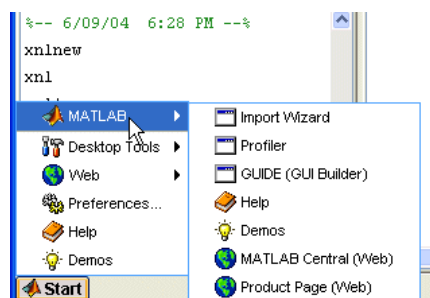 %-- 6/09/04 6:28 PM --%
xnlnew
xnl
MATLAB
Desktop Tools
Web
Preferences...
Help
Demos
Start
Import Wizard
Profiler
GUIDE (GUI Builder)
Help
Demos
MATLAB Central (Web)
Product Page (Web)